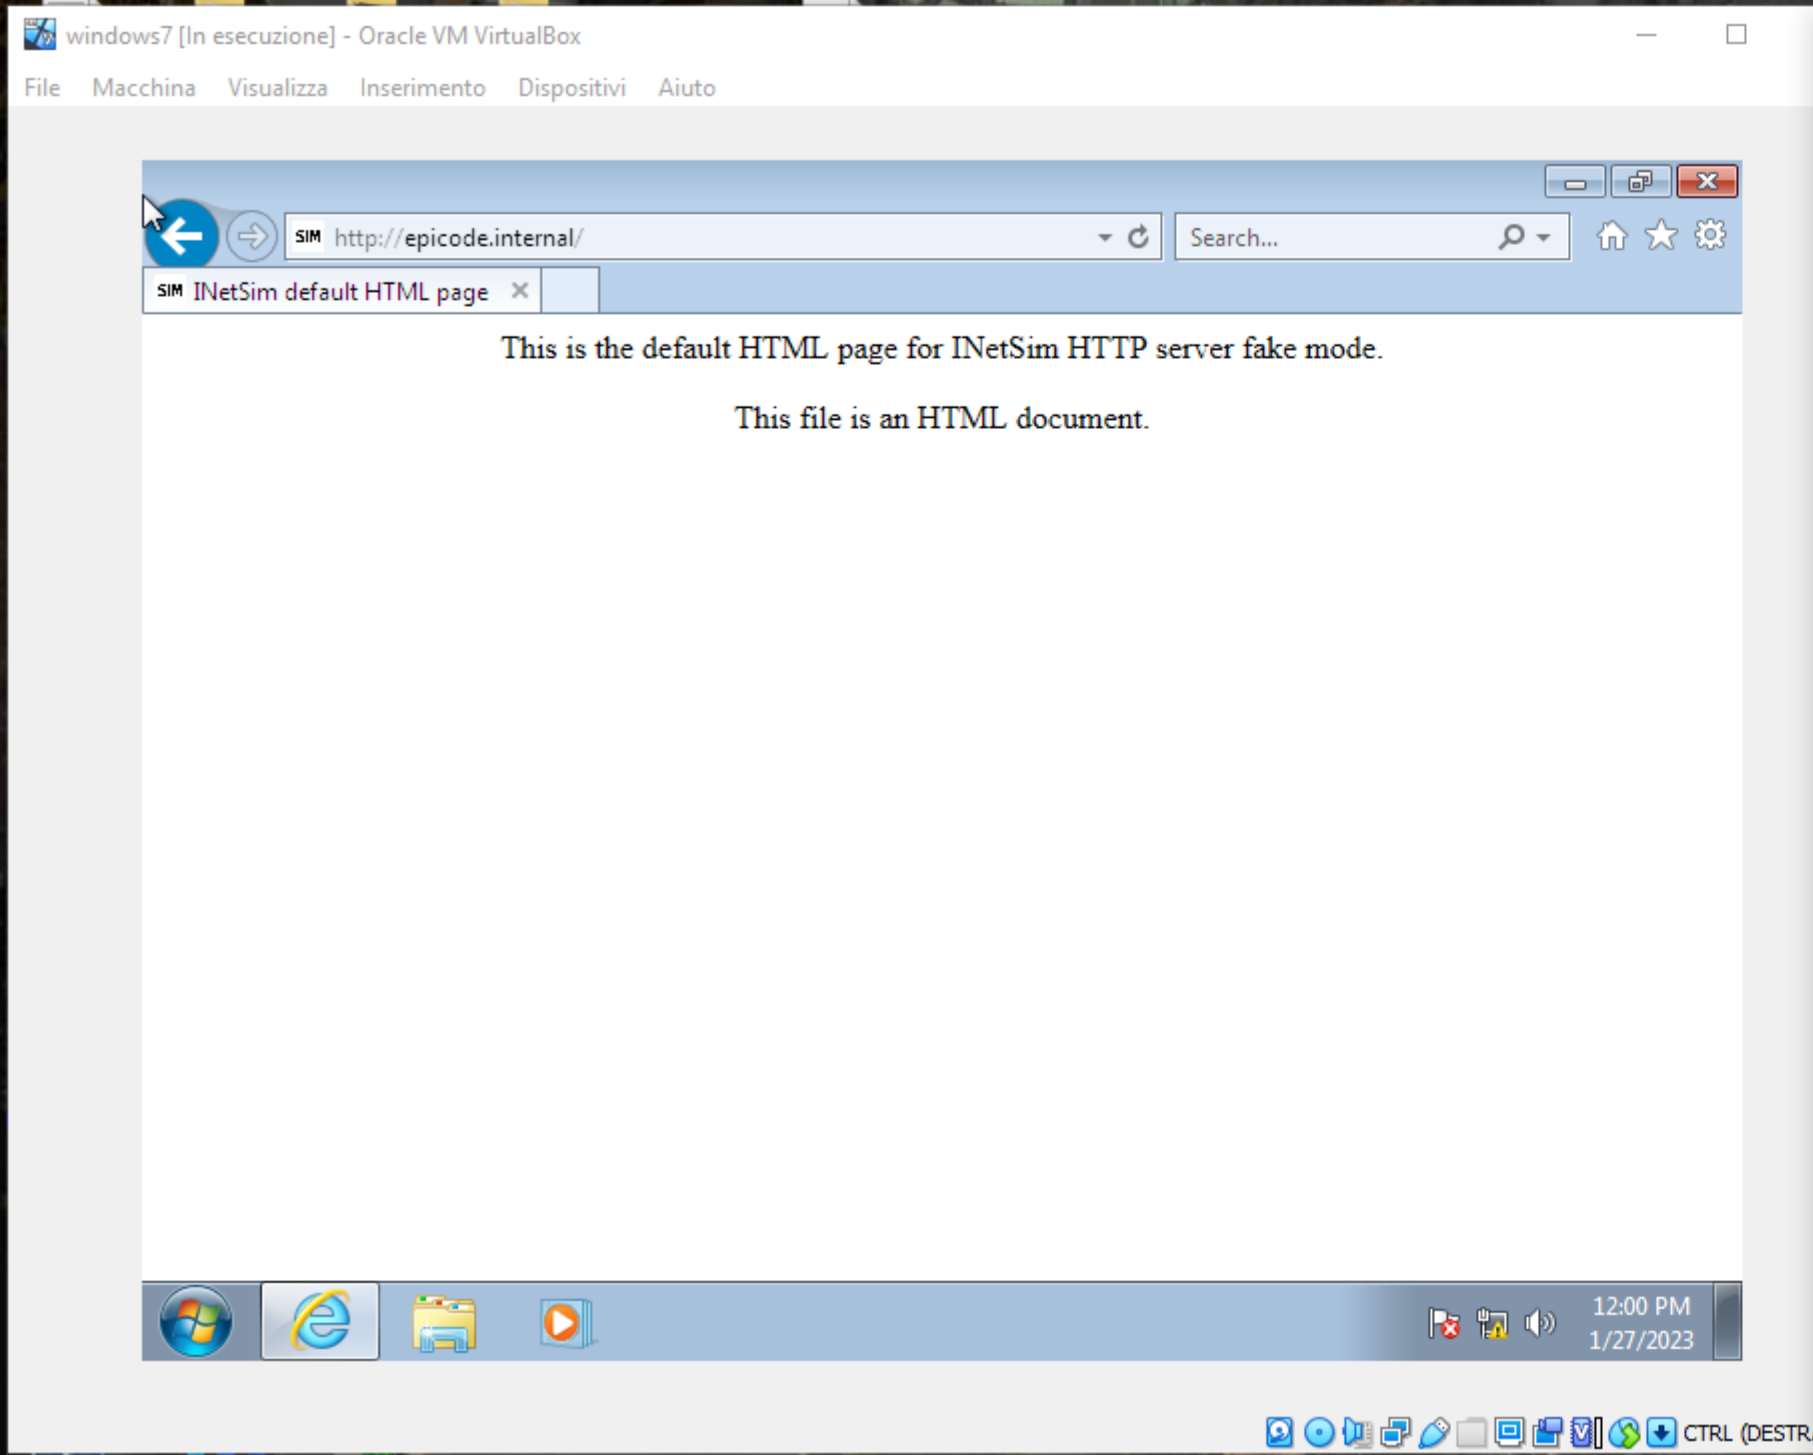 windows7 [In esecuzione] - Oracle VM VirtualBox
File Macchina Visualizza Inserimento Dispositivi Aiuto
SIM http://epicode.internal/ Search...
SIM INetSim default HTML page
This is the default HTML page for INetSim HTTP server fake mode.
This file is an HTML document.
12:00 PM
1/27/2023
CTRL (DESTR